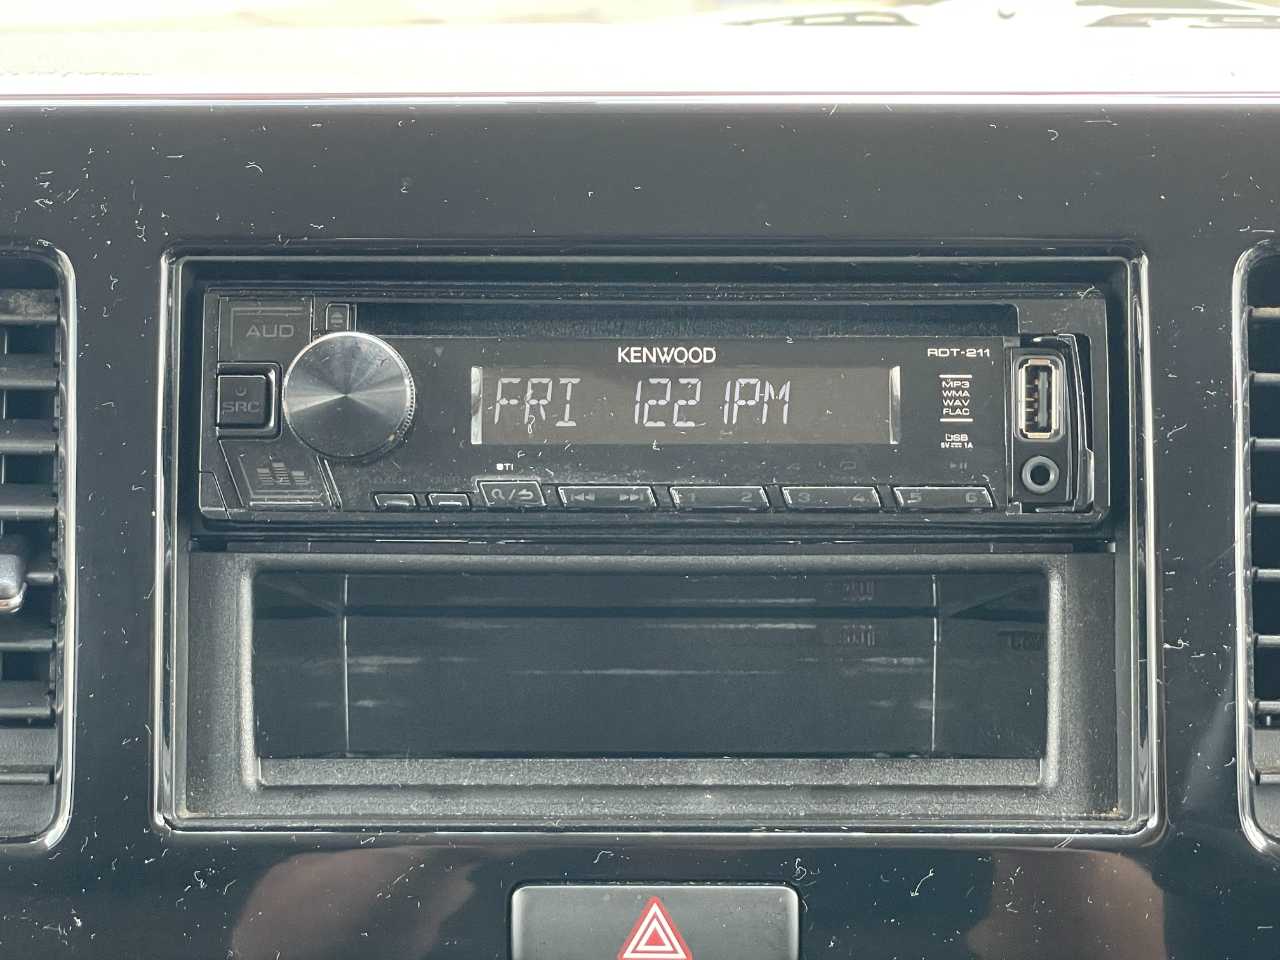 AUD
KENWOOD
RDT-211
SRC
FRI 1221PM
MP3
WMA
WAV
FLAC
USB
5V 1A
ST1
1 2
3 4
5 6